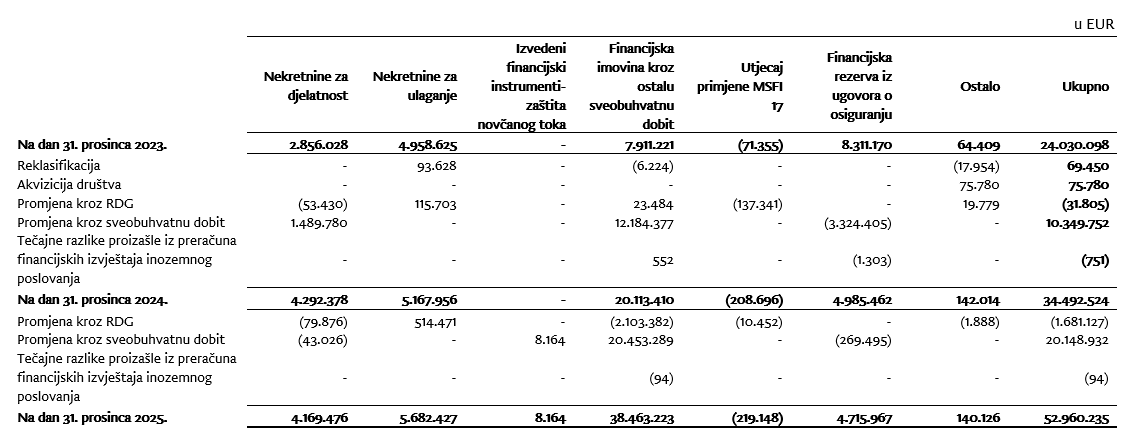 u EUR
Nekretnine za djelatnost | Nekretnine za ulaganje | Izvedeni financijski instrumenti-zaštita novčanog toka | Financijska imovina kroz ostalu sveobuhvatnu dobit | Utjecaj primjene MSFI 17 | Financijska rezerva iz ugovora o osiguranju | Ostalo | Ukupno
Na dan 31. prosinca 2023. 2.856.028 4.958.625 - 7.911.221 (71.355) 8.311.170 64.409 24.030.098
Reklasifikacija - 93.628 - (6.224) - - (17.954) 69.450
Akvizicija društva - - - - - - 75.780 75.780
Promjena kroz RDG (53.430) 115.703 - 23.484 (137.341) - 19.779 (31.805)
Promjena kroz sveobuhvatnu dobit 1.489.780 - - 12.184.377 - (3.324.405) - 10.349.752
Tečajne razlike proizašle iz preračuna
financijskih izvještaja inozemnog - - - 552 - (1.303) - (751)
poslovanja
Na dan 31. prosinca 2024. 4.292.378 5.167.956 - 20.113.410 (208.696) 4.985.462 142.014 34.492.524
Promjena kroz RDG (79.876) 514.471 - (2.103.382) (10.452) - (1.888) (1.681.127)
Promjena kroz sveobuhvatnu dobit (43.026) - 8.164 20.453.289 - (269.495) - 20.148.932
Tečajne razlike proizašle iz preračuna
financijskih izvještaja inozemnog - - - (94) - - - (94)
poslovanja
Na dan 31. prosinca 2025. 4.169.476 5.682.427 8.164 38.463.223 (219.148) 4.715.967 140.126 52.960.235